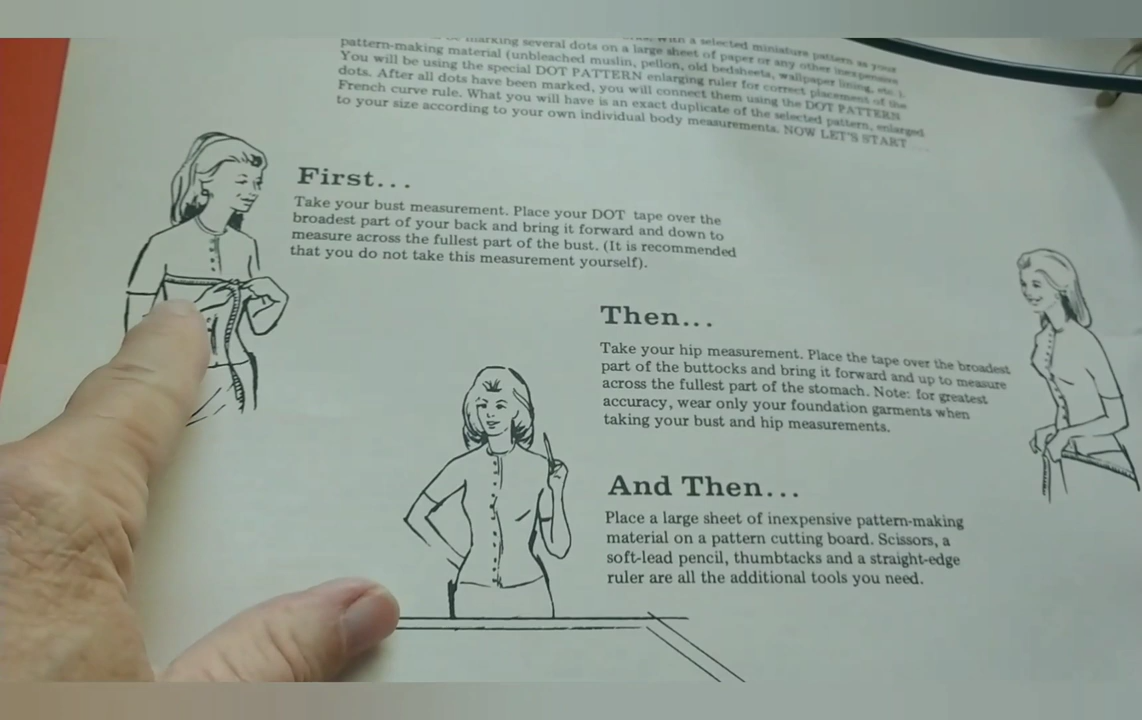 marking several dots on a large sheet of paper or any other inexpensive
with a selected miniature pattern as your
pattern-making material (unbleached muslin, pellon, old bedsheets, wallpaper lining, etc.).
You will be using the special DOT PATTERN enlarging ruler for correct placement of the
dots. After all dots have been marked, you will connect them using the DOT PATTERN
French curve rule. What you will have is an exact duplicate of the selected pattern, enlarged
to your size according to your own individual body measurements. NOW LET'S START....
First...
Take your bust measurement. Place your DOT tape over the
broadest part of your back and bring it forward and down to
measure across the fullest part of the bust. (It is recommended
that you do not take this measurement yourself).
Then...
Take your hip measurement. Place the tape over the broadest
part of the buttocks and bring it forward and up to measure
across the fullest part of the stomach. Note: for greatest
accuracy, wear only your foundation garments when
taking your bust and hip measurements.
And Then...
Place a large sheet of inexpensive pattern-making
material on a pattern cutting board. Scissors, a
soft-lead pencil, thumbtacks and a straight-edge
ruler are all the additional tools you need.